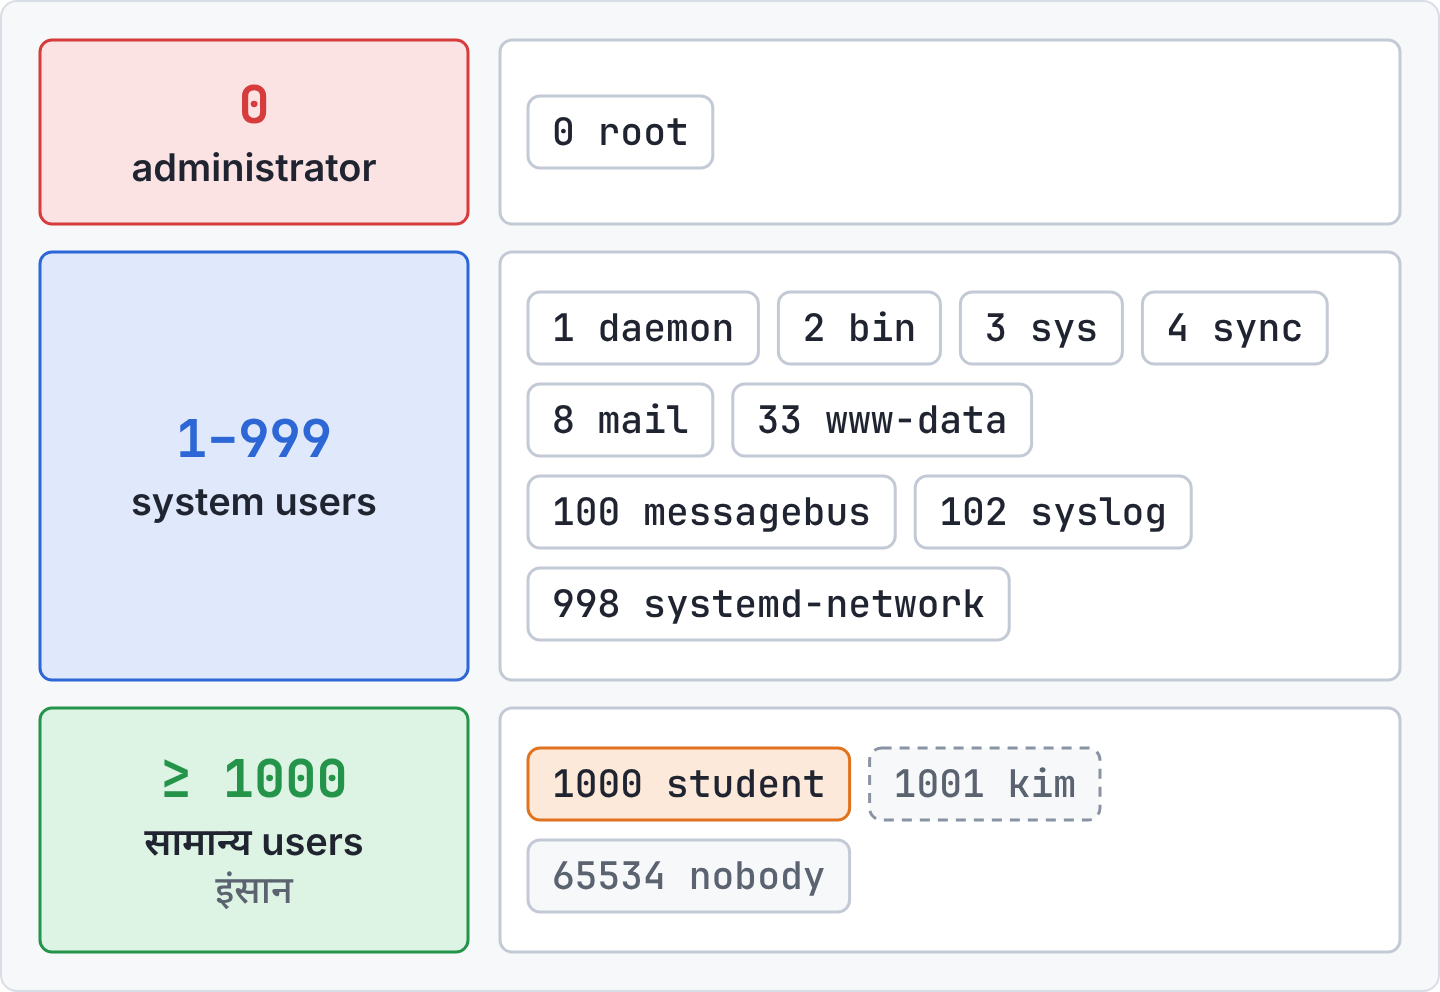 0
administrator
0 root
1–999
system users
1 daemon
2 bin
3 sys
4 sync
8 mail
33 www-data
100 messagebus
102 syslog
998 systemd-network
≥ 1000
सामान्य users
इंसान
1000 student
1001 kim
65534 nobody